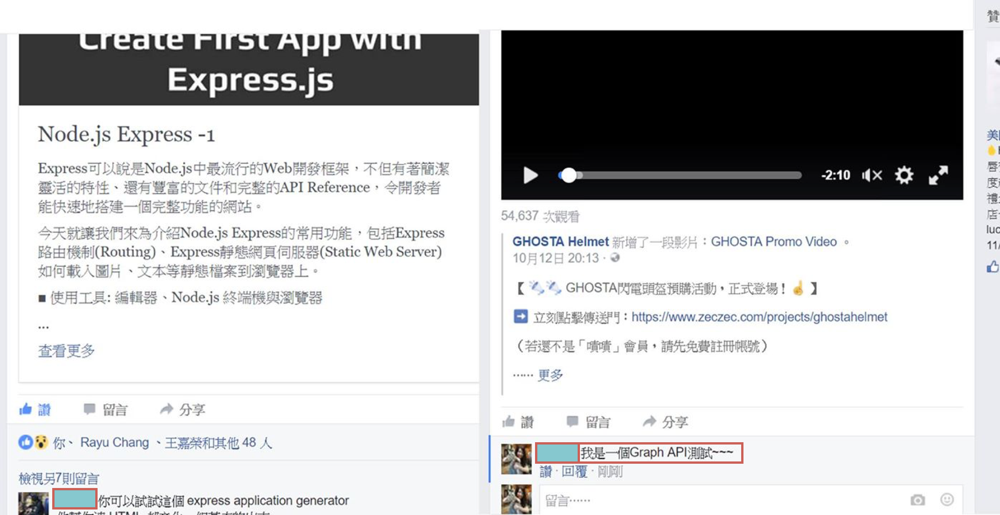 Create First App with
Express.js
Node.js Express -1
Express可以說是Node.js中最流行的Web開發框架，不但有著簡潔
靈活的特性、還有豐富的文件和完整的API Reference，令開發者
能快速地搭建一個完整功能的網站。
今天就讓我們來為介紹Node.js Express的常用功能，包括Express
路由機制(Routing)、Express靜態網頁伺服器(Static Web Server)
如何載入圖片、文本等靜態檔案到瀏覽器上。
■ 使用工具: 編輯器、Node.js 終端機與瀏覽器
...
查看更多
讚 留言 分享
你、 Rayu Chang 、王嘉榮和其他 48 人
檢視另7則留言
你可以試試這個 express application generator
-2:10
54,637 次觀看
GHOSTA Helmet 新增了一段影片：GHOSTA Promo Video 。
10月12日 20:13 ·
【 GHOSTA閃電頭盔預購活動，正式登場！ 】
立刻點擊傳送門：https://www.zeczec.com/projects/ghostahelmet
（若還不是「嘖嘖」會員，請先免費註冊帳號）
…… 更多
讚 留言 分享
我是一個Graph API測試~~~
讚 · 回覆 · 剛剛
留言……
贊
美
唇
度
禮
店
luc
11/